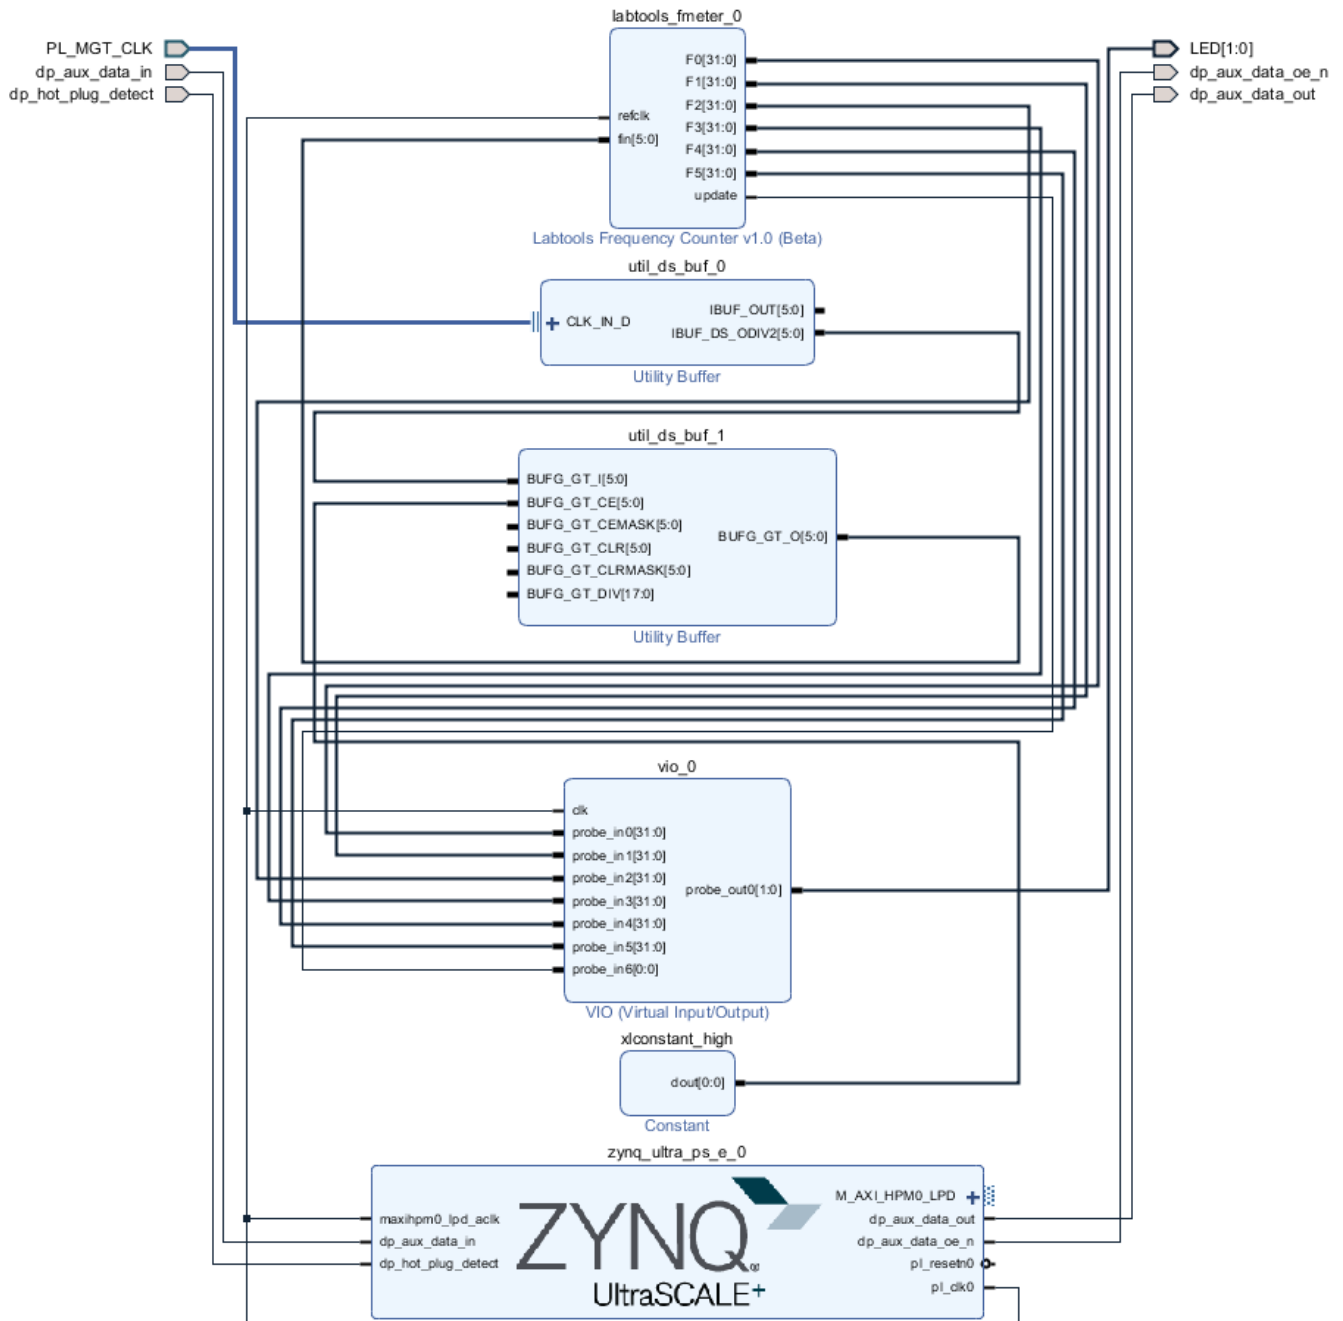 labtools_fmeter_0
PL_MGT_CLK
dp_aux_data_in
dp_hot_plug_detect
LED[1:0]
dp_aux_data_oe_n
dp_aux_data_out
refclk
fin[5:0]
F0[31:0]
F1[31:0]
F2[31:0]
F3[31:0]
F4[31:0]
F5[31:0]
update
Labtools Frequency Counter v1.0 (Beta)
util_ds_buf_0
CLK_IN_D
IBUF_OUT[5:0]
IBUF_DS_ODIV2[5:0]
Utility Buffer
util_ds_buf_1
BUFG_GT_I[5:0]
BUFG_GT_CE[5:0]
BUFG_GT_CEMASK[5:0]
BUFG_GT_CLR[5:0]
BUFG_GT_CLRMASK[5:0]
BUFG_GT_DIV[17:0]
BUFG_GT_O[5:0]
Utility Buffer
vio_0
clk
probe_in0[31:0]
probe_in1[31:0]
probe_in2[31:0]
probe_in3[31:0]
probe_in4[31:0]
probe_in5[31:0]
probe_in6[0:0]
probe_out0[1:0]
VIO (Virtual Input/Output)
xlconstant_high
dout[0:0]
Constant
zynq_ultra_ps_e_0
maxihpm0_lpd_aclk
dp_aux_data_in
dp_hot_plug_detect
ZYNQ
UltraSCALE+
M_AXI_HPM0_LPD
dp_aux_data_out
dp_aux_data_oe_n
pl_resetn0
pl_clk0